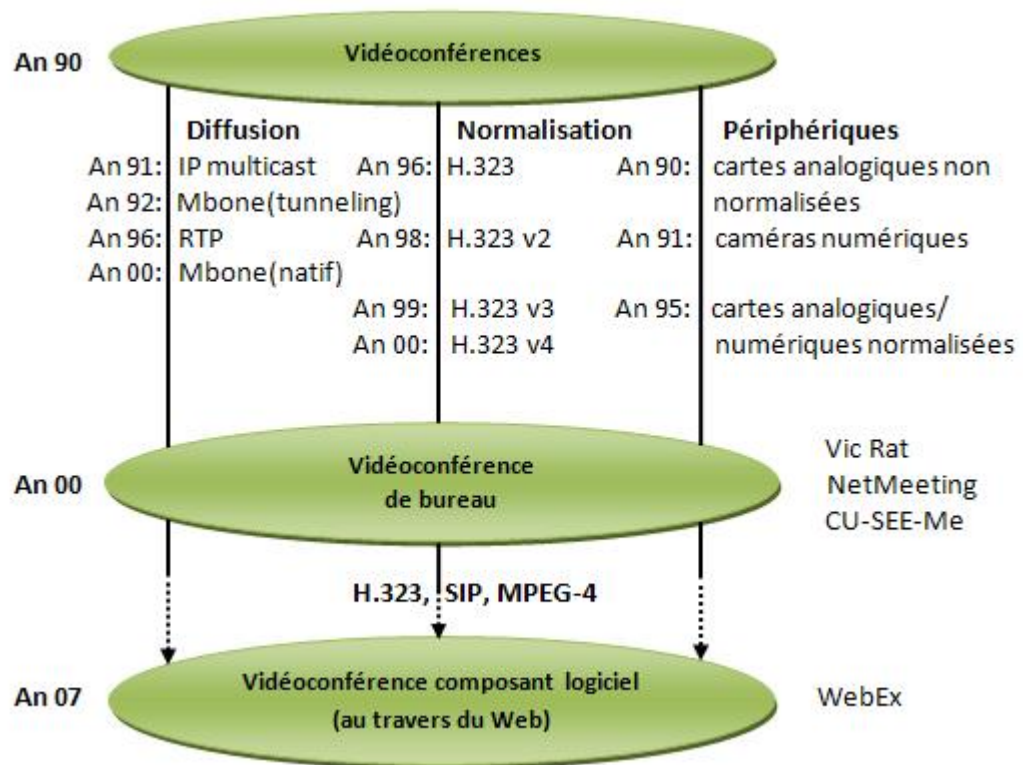 An 90
Vidéoconférences
Diffusion
An 91: IP multicast
An 92: Mbone(tunneling)
An 96: RTP
An 00: Mbone(natif)
Normalisation
An 96: H.323
An 98: H.323 v2
An 99: H.323 v3
An 00: H.323 v4
Périphériques
An 90: cartes analogiques non
normalisées
An 91: caméras numériques
An 95: cartes analogiques/
numériques normalisées
An 00
Vidéoconférence
de bureau
Vic Rat
NetMeeting
CU-SEE-Me
H.323, SIP, MPEG-4
An 07
Vidéoconférence composant logiciel
(au travers du Web)
WebEx